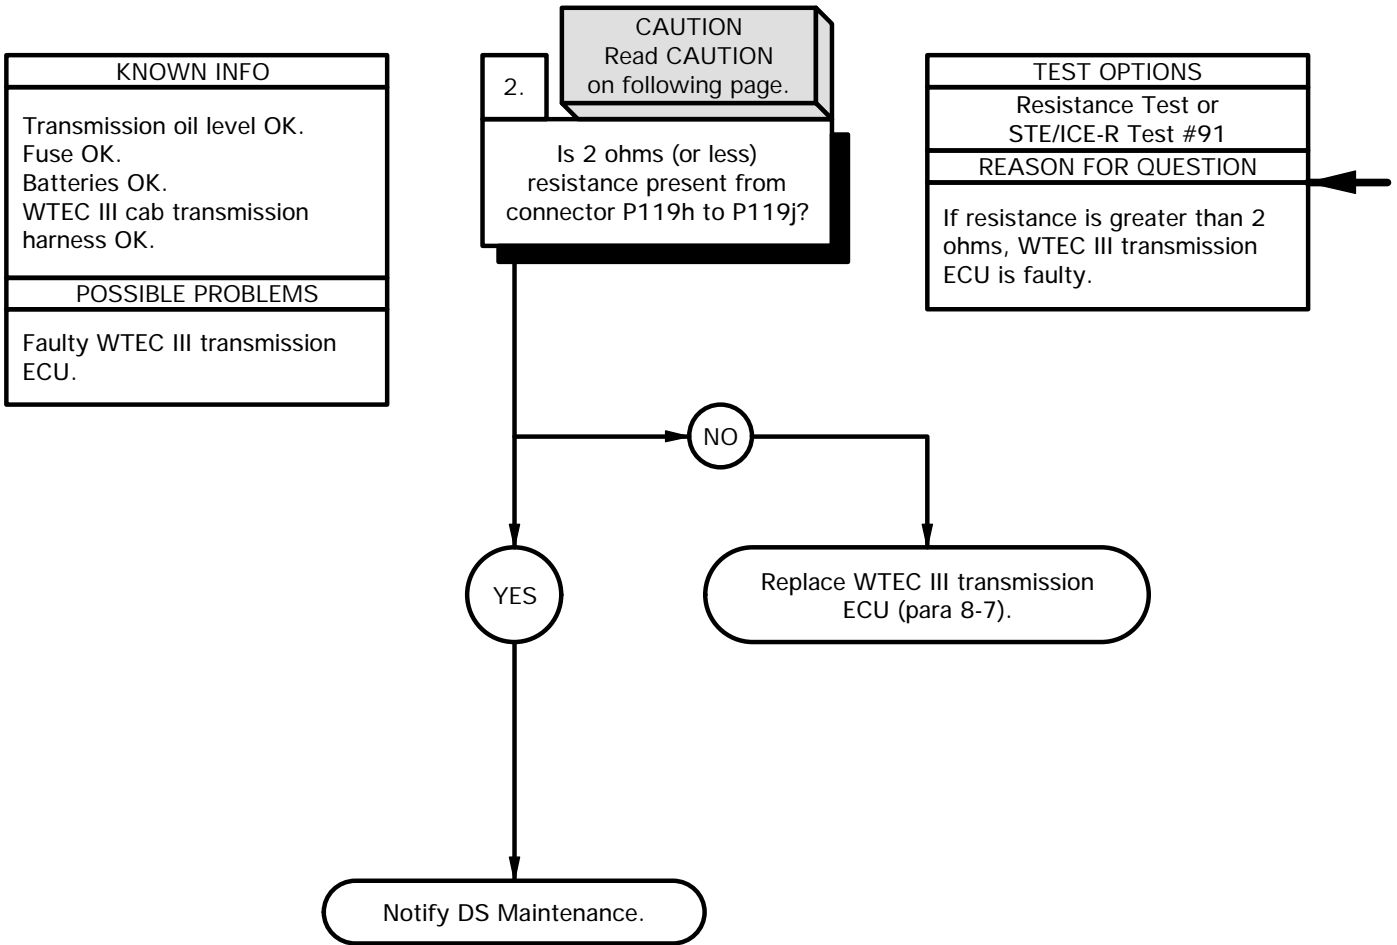 KNOWN INFO
Transmission oil level OK.
Fuse OK.
Batteries OK.
WTEC III cab transmission
harness OK.
POSSIBLE PROBLEMS
Faulty WTEC III transmission
ECU.
CAUTION
Read CAUTION
on following page.
2.
Is 2 ohms (or less)
resistance present from
connector P119h to P119j?
TEST OPTIONS
Resistance Test or
STE/ICE-R Test #91
REASON FOR QUESTION
If resistance is greater than 2
ohms, WTEC III transmission
ECU is faulty.
NO
YES
Replace WTEC III transmission
ECU (para 8-7).
Notify DS Maintenance.